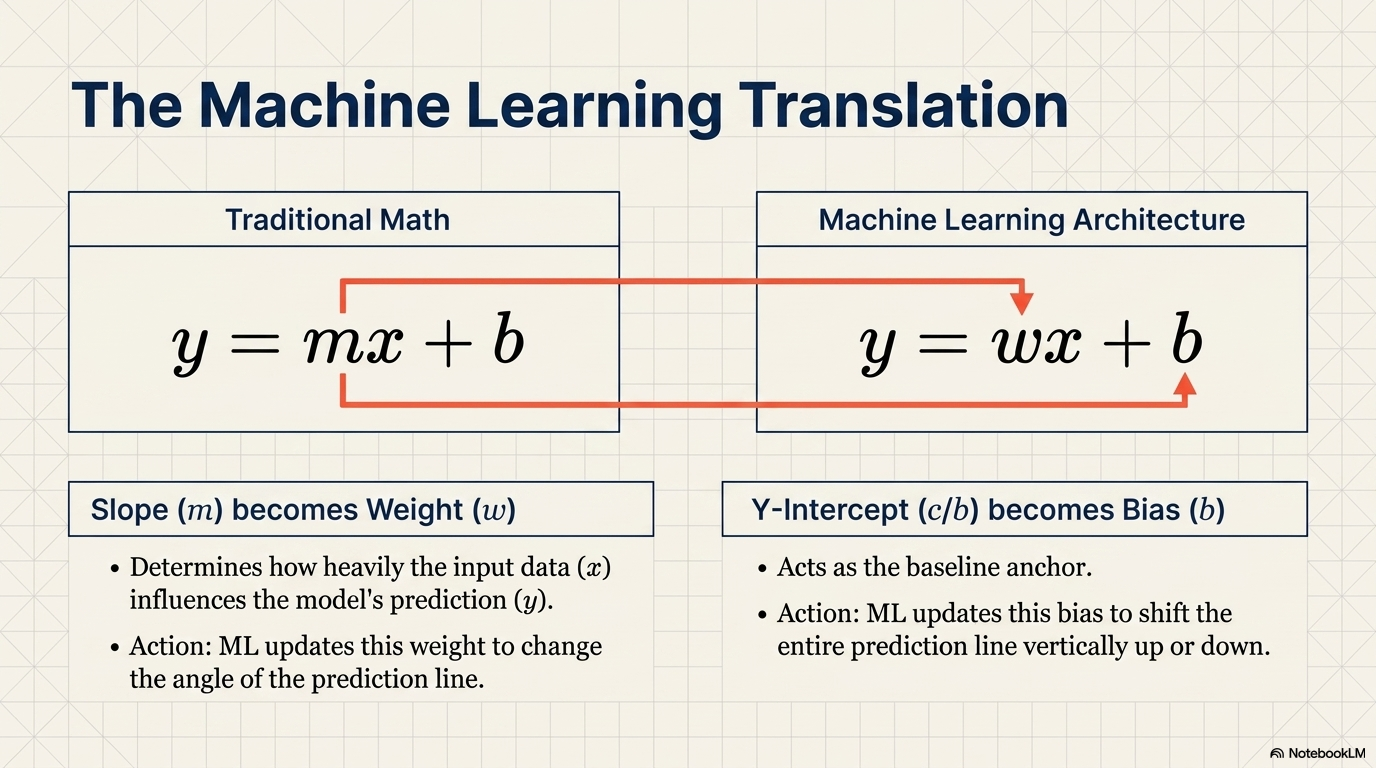 The Machine Learning Translation
Traditional Math
y = mx + b
Machine Learning Architecture
y = wx + b
Slope (m) becomes Weight (w)
• Determines how heavily the input data (x)
influences the model's prediction (y).
• Action: ML updates this weight to change
the angle of the prediction line.
Y-Intercept (c/b) becomes Bias (b)
• Acts as the baseline anchor.
• Action: ML updates this bias to shift the
entire prediction line vertically up or down.
NotebookLM